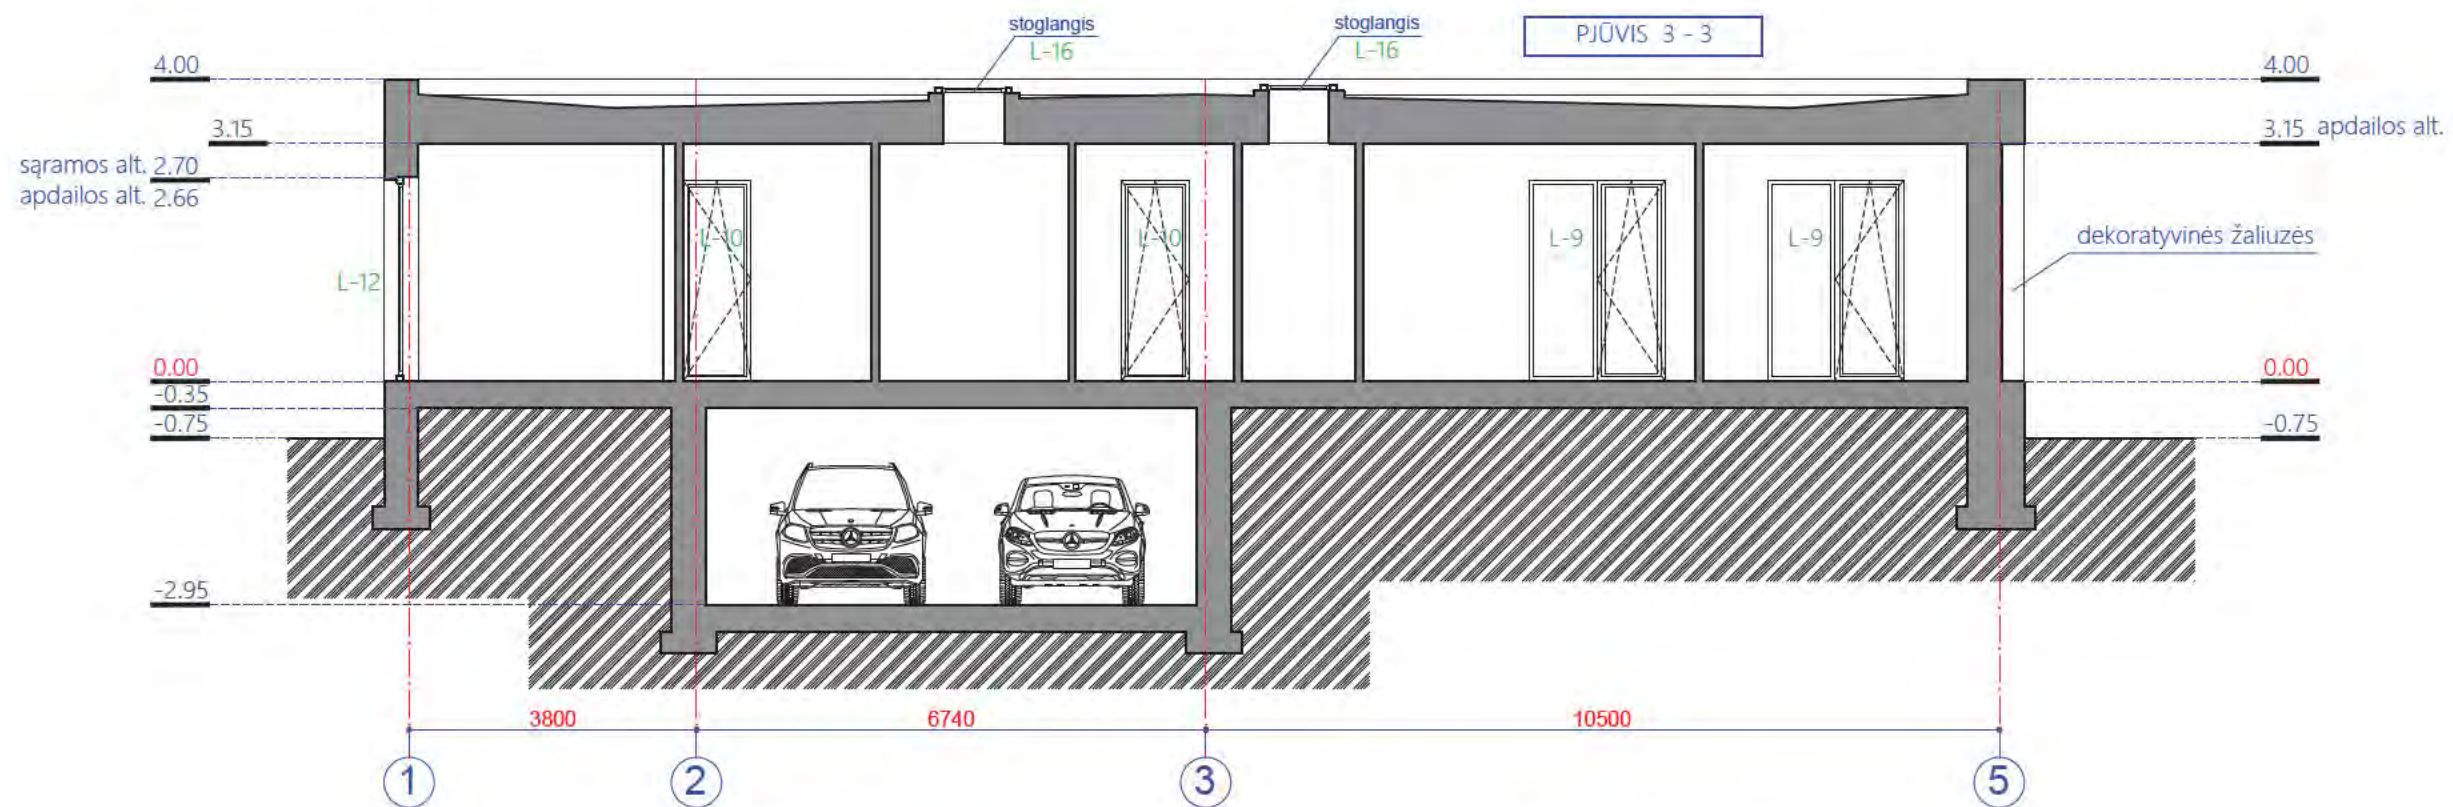 stoglangis
L-16
stoglangis
L-16
PJŪVIS 3 - 3
4.00
4.00
3.15
3.15 apdailos alt.
sąramos alt. 2.70
apdailos alt. 2.66
L-12
L-10
L-10
L-9
L-9
dekoratyvinės žaliuzės
0.00
0.00
-0.35
-0.75
-0.75
-2.95
3800
6740
10500
1
2
3
5